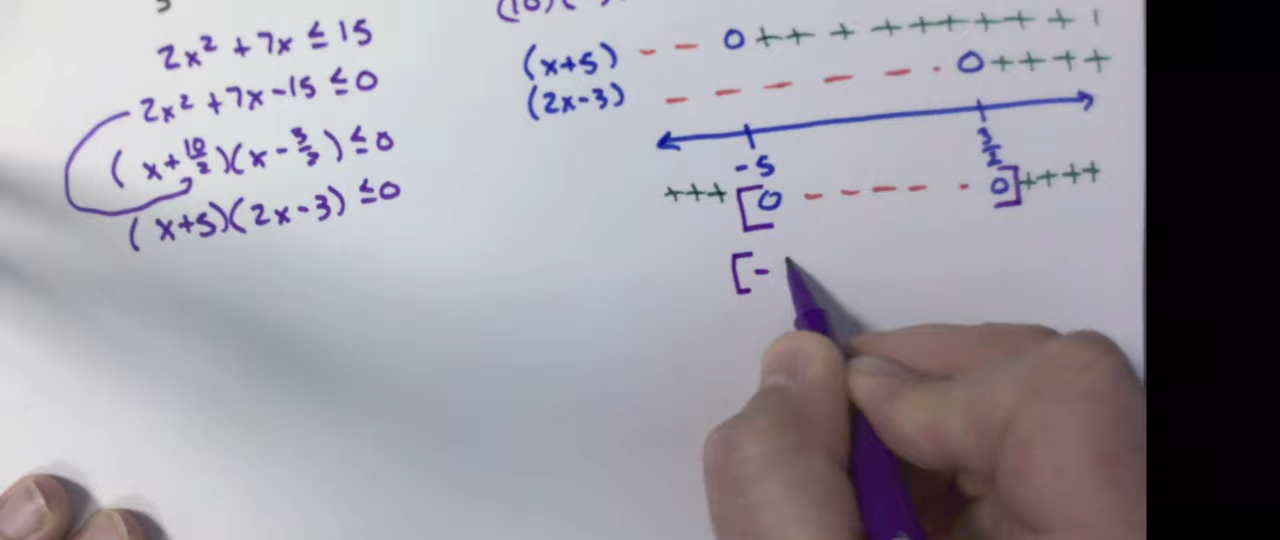 2x² + 7x ≤ 15
2x² + 7x - 15 ≤ 0
(x + 10/2)(x - 3/2) ≤ 0
(x+5)(2x-3) ≤ 0
(x+5) - - 0 + + + + + + + + +
(2x-3) - - - - - - 0 + + + +
-5 3/2
+++ [0 - - - - - 0] ++++
[-